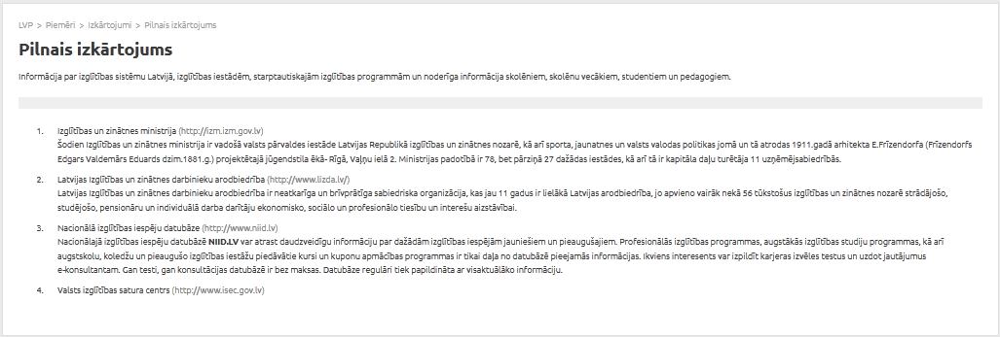 LVP > Piemēri > Izkārtojumi > Pilnais izkārtojums
Pilnais izkārtojums
Informācija par izglītības sistēmu Latvijā, izglītības iestādēm, starptautiskajām izglītības programmām un noderīga informācija skolēniem, skolēnu vecākiem, studentiem un pedagogiem.
1. Izglītības un zinātnes ministrija (http://izm.izm.gov.lv)
Šodien Izglītības un zinātnes ministrija ir vadošā valsts pārvaldes iestāde Latvijas Republikā izglītības un zinātnes nozarē, kā arī sporta, jaunatnes un valsts valodas politikas jomā un tā atrodas 1911.gadā arhitekta E.Frīzendorfa (Frīzendorfs
Edgars Valdemārs Eduards dzim.1881.g.) projektētajā jūgendstila ēkā- Rīgā, Vaļņu ielā 2. Ministrijas padotībā ir 78, bet pārziņā 27 dažādas iestādes, kā arī tā ir kapitāla daļu turētāja 11 uzņēmējsabiedrībās.
2. Latvijas Izglītības un zinātnes darbinieku arodbiedrība (http://www.lizda.lv/)
Latvijas Izglītības un zinātnes darbinieku arodbiedrība ir neatkarīga un brīvprātīga sabiedriska organizācija, kas jau 11 gadus ir lielākā Latvijas arodbiedrība, jo apvieno vairāk nekā 56 tūkstošus izglītības un zinātnes nozarē strādājošo,
studējošo, pensionāru un individuālā darba darītāju ekonomisko, sociālo un profesionālo tiesību un interešu aizstāvībai.
3. Nacionālā izglītības iespēju datubāze (http://www.niid.lv)
Nacionālajā izglītības iespēju datubāzē NIID.LV var atrast daudzveidīgu informāciju par dažādām izglītības iespējām jauniešiem un pieaugušajiem. Profesionālās izglītības programmas, augstākās izglītības studiju programmas, kā arī
augstskolu, koledžu un pieaugušo izglītības iestāžu piedāvātie kursi un kuponu apmācības programmas ir tikai daļa no datubāzē pieejamās informācijas. Ikviens interesents var izpildīt karjeras izvēles testus un uzdot jautājumus
e-konsultantam. Gan testi, gan konsultācijas datubāzē ir bez maksas. Datubāze regulāri tiek papildināta ar visaktuālāko informāciju.
4. Valsts izglītības satura centrs (http://www.isec.gov.lv)